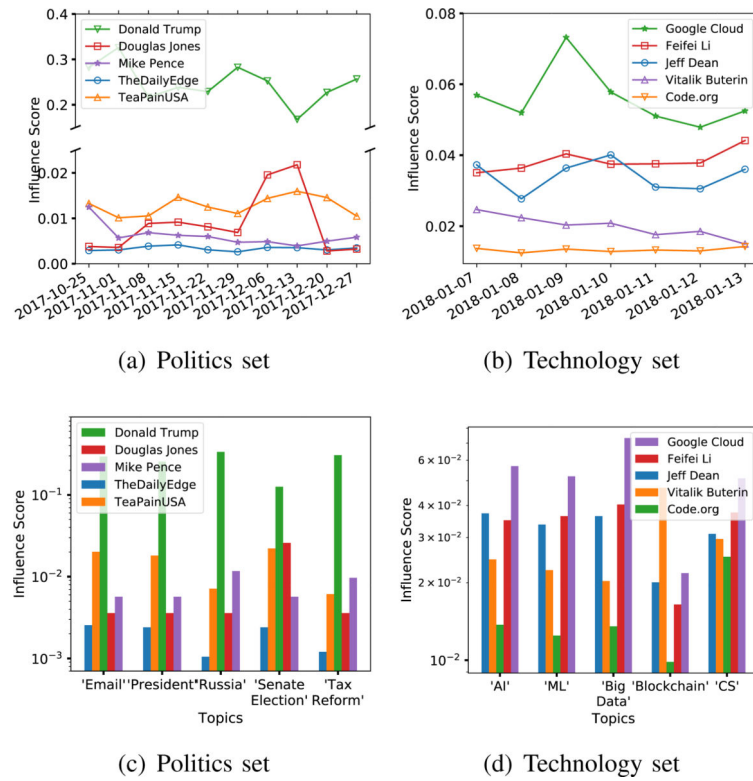 0.4
0.2
0.02
0.01
0.00
Influence Score
Donald Trump
Douglas Jones
Mike Pence
TheDailyEdge
TeaPainUSA
2017-10-25
2017-11-01
2017-11-08
2017-11-15
2017-11-22
2017-11-29
2017-12-06
2017-12-13
2017-12-20
2017-12-27
(a) Politics set
0.08
0.06
0.04
0.02
Influence Score
Google Cloud
Feifei Li
Jeff Dean
Vitalik Buterin
Code.org
2018-01-07
2018-01-08
2018-01-09
2018-01-10
2018-01-11
2018-01-12
2018-01-13
(b) Technology set
10⁻¹
10⁻²
10⁻³
Influence Score
Donald Trump
Douglas Jones
Mike Pence
TheDailyEdge
TeaPainUSA
'Email' 'President' 'Russia' 'Senate 'Tax
Election' Reform'
Topics
(c) Politics set
6 × 10⁻²
4 × 10⁻²
3 × 10⁻²
2 × 10⁻²
10⁻²
Influence Score
Google Cloud
Feifei Li
Jeff Dean
Vitalik Buterin
Code.org
'AI' 'ML' 'Big 'Blockchain' 'CS'
Data'
Topics
(d) Technology set